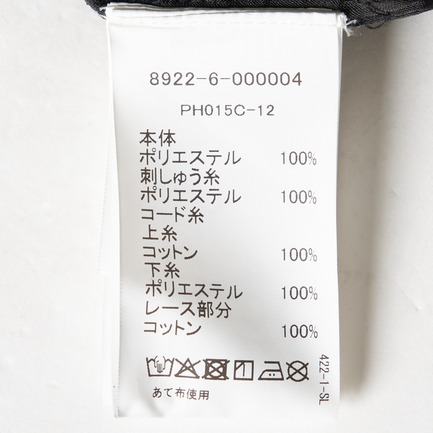 8922-6-000004
PH015C-12
本体
ポリエステル 100%
刺しゅう糸
ポリエステル 100%
コード糸
上糸
コットン 100%
下糸
ポリエステル 100%
レース部分
コットン 100%
あて布使用
422-1-SL